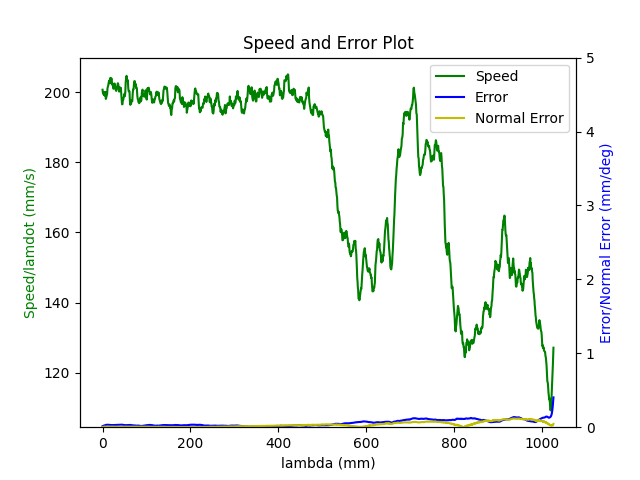 Speed and Error Plot
Speed
Error
Normal Error
Speed/lamdot (mm/s)
200
180
160
140
120
5
4
3
2
1
0
Error/Normal Error (mm/deg)
0
200
400
600
800
1000
lambda (mm)